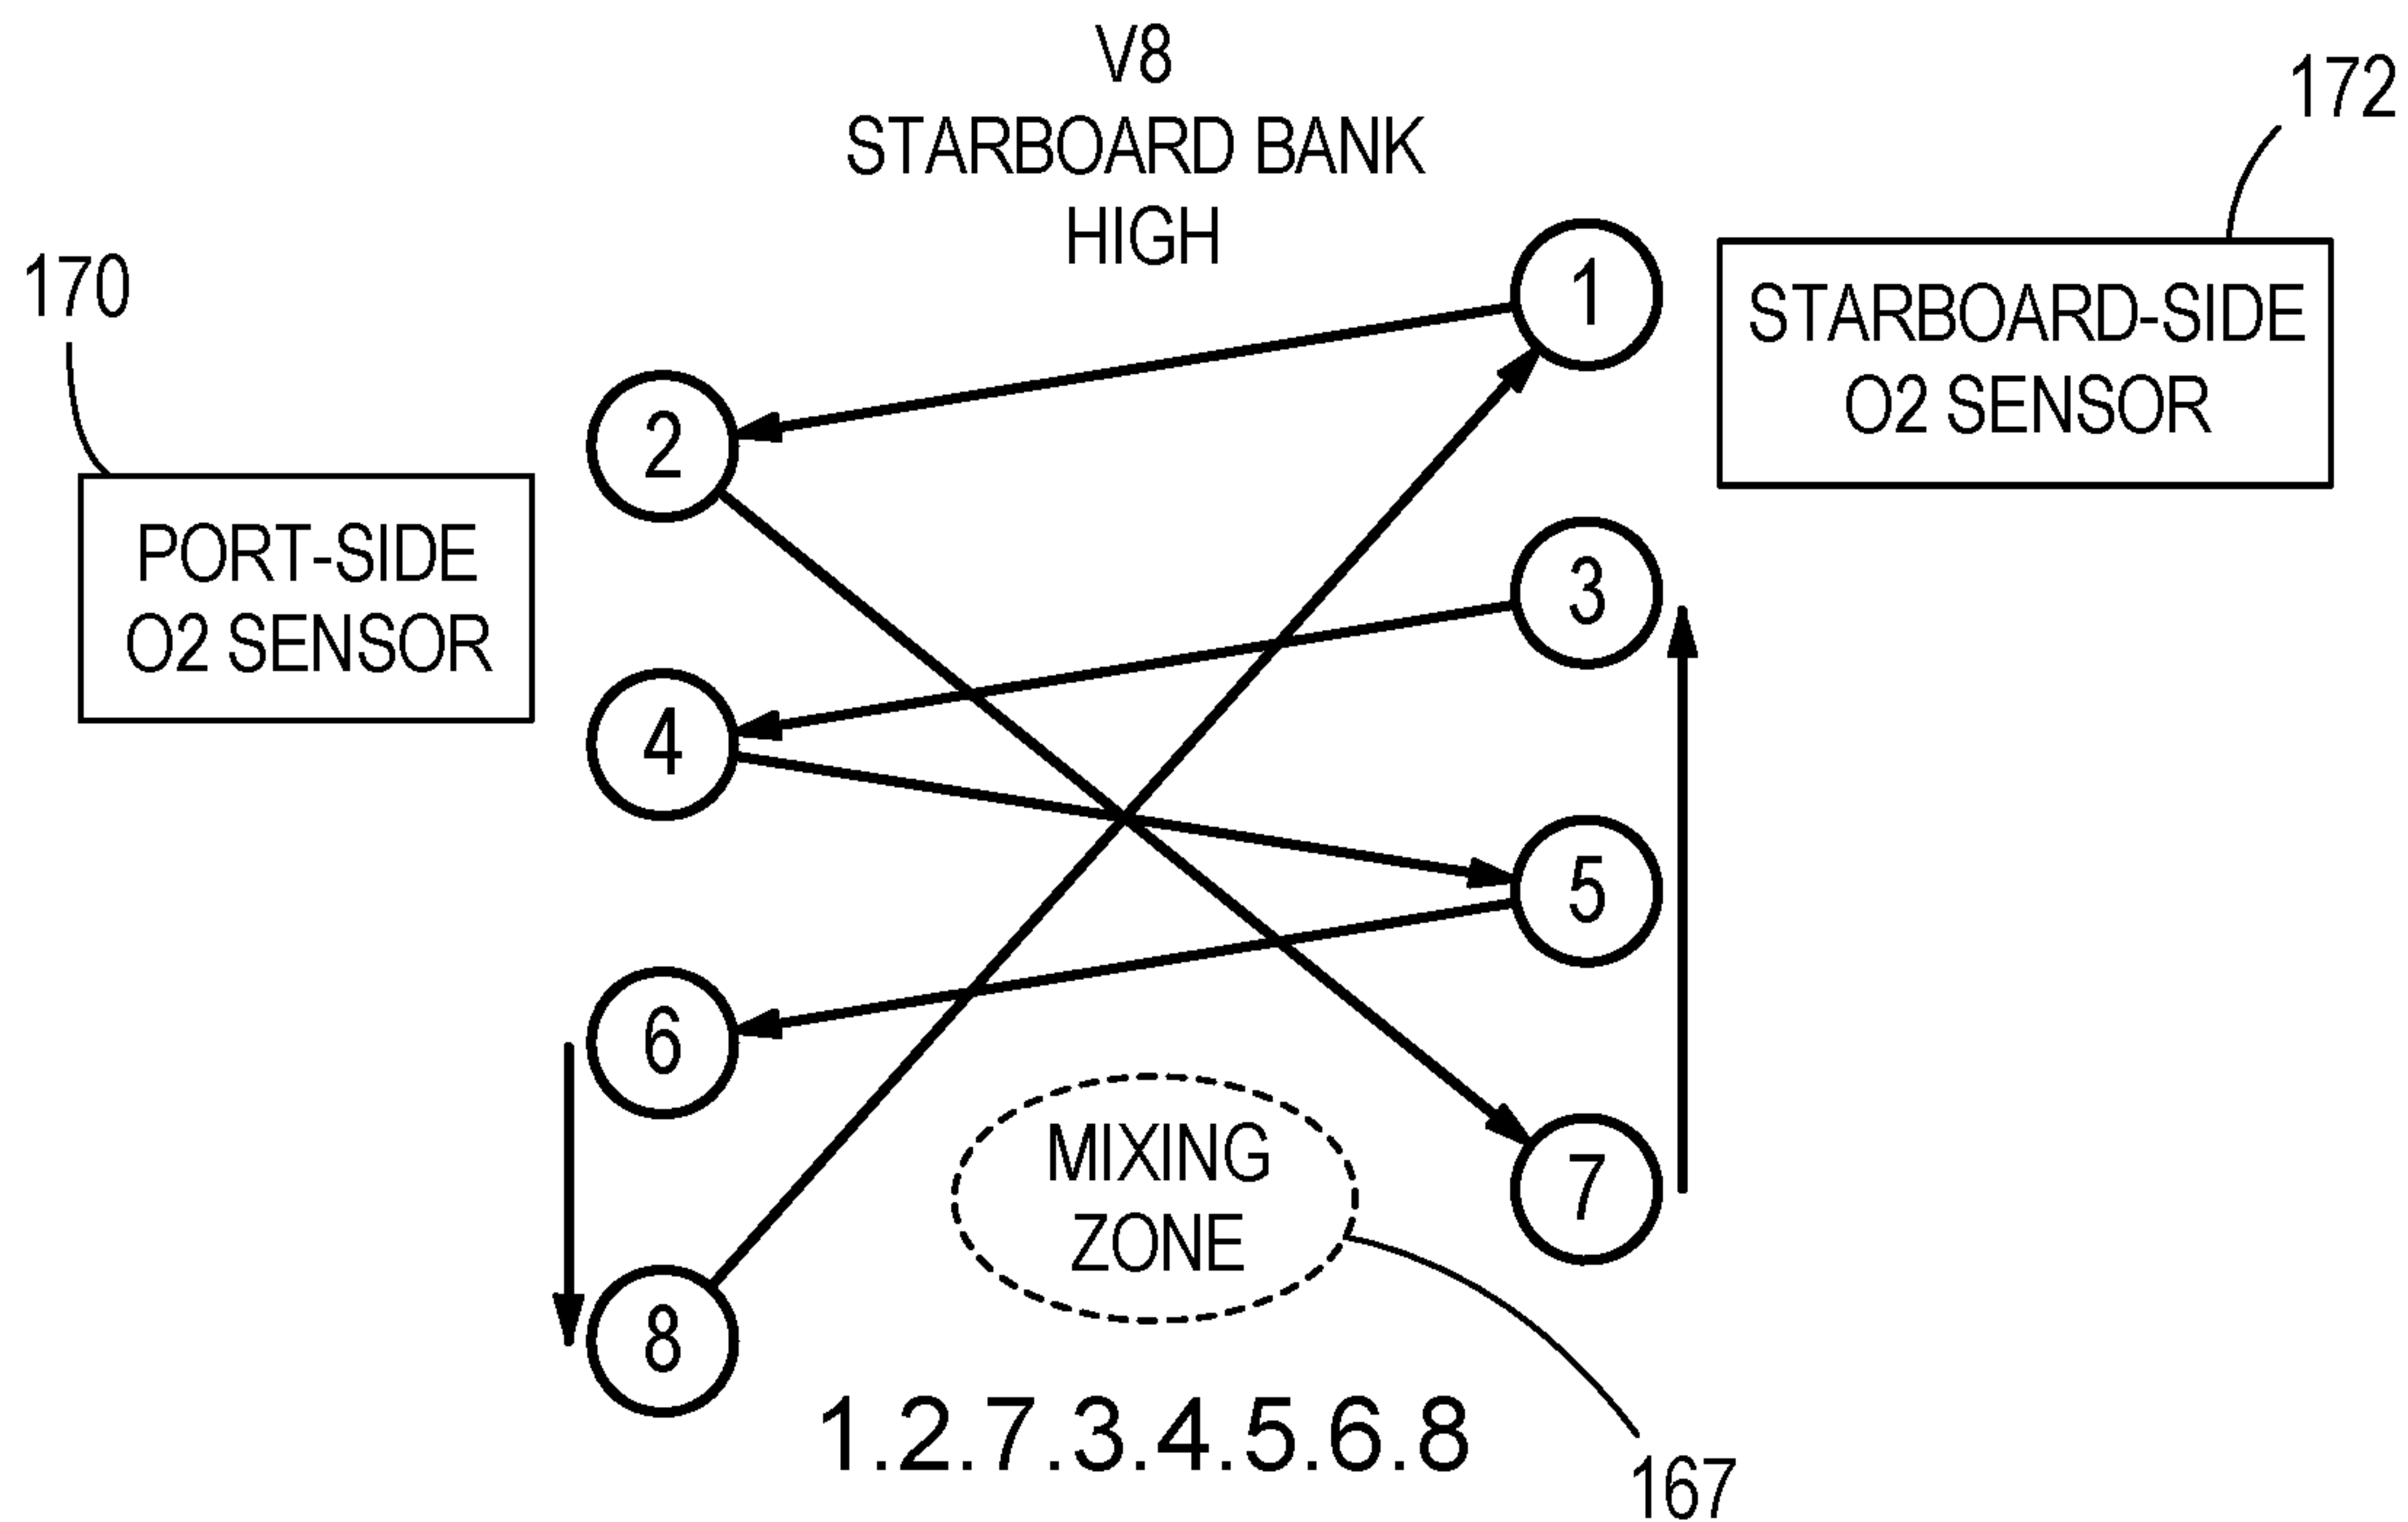 V8
STARBOARD BANK
HIGH
172
170
1
STARBOARD-SIDE
O2 SENSOR
2
PORT-SIDE
O2 SENSOR
3
4
5
6
MIXING
ZONE
7
8
1.2.7.3.4.5.6.8
167